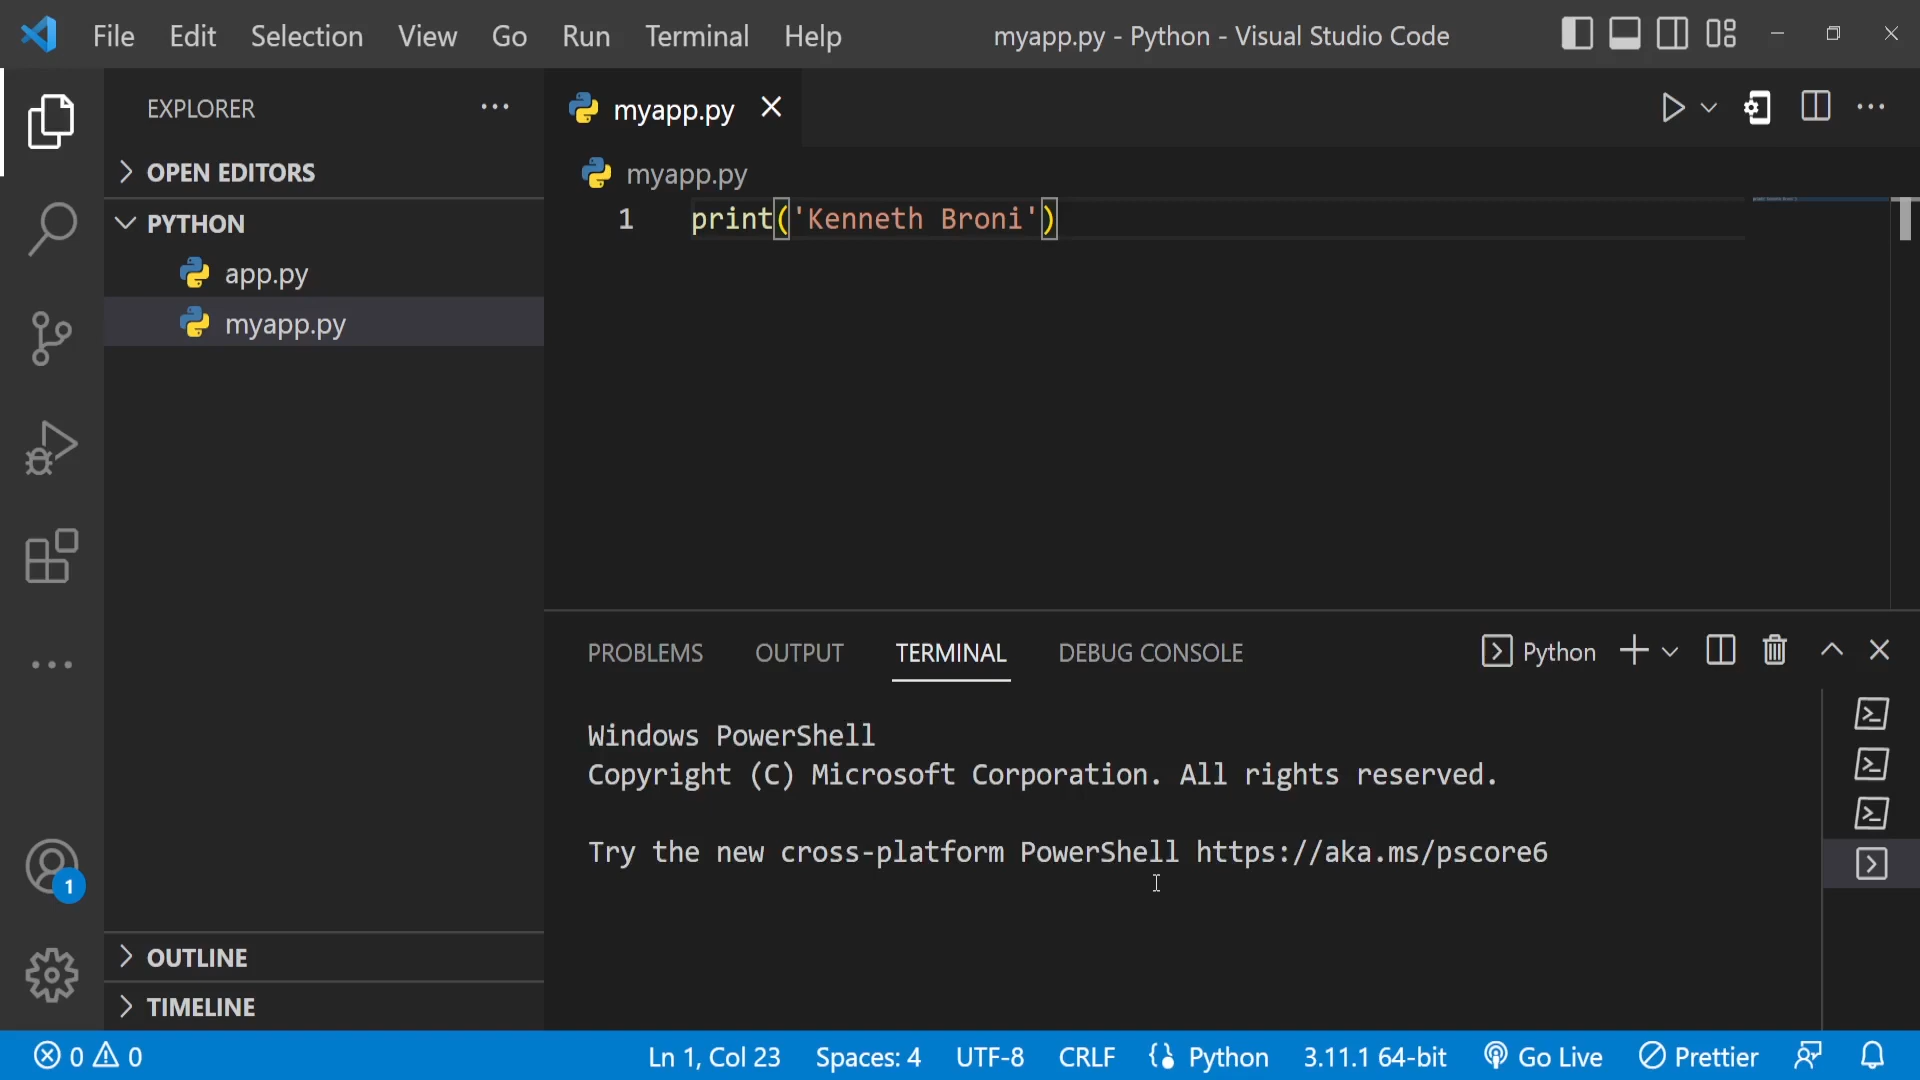 File Edit Selection View Go Run Terminal Help
myapp.py - Python - Visual Studio Code
EXPLORER
OPEN EDITORS
PYTHON
app.py
myapp.py
OUTLINE
TIMELINE
1
myapp.py
myapp.py
1 print('Kenneth Broni')
PROBLEMS OUTPUT TERMINAL DEBUG CONSOLE
Python
Windows PowerShell
Copyright (C) Microsoft Corporation. All rights reserved.
Try the new cross-platform PowerShell https://aka.ms/pscore6
0 0
Ln 1, Col 23 Spaces: 4 UTF-8 CRLF Python 3.11.1 64-bit Go Live Prettier